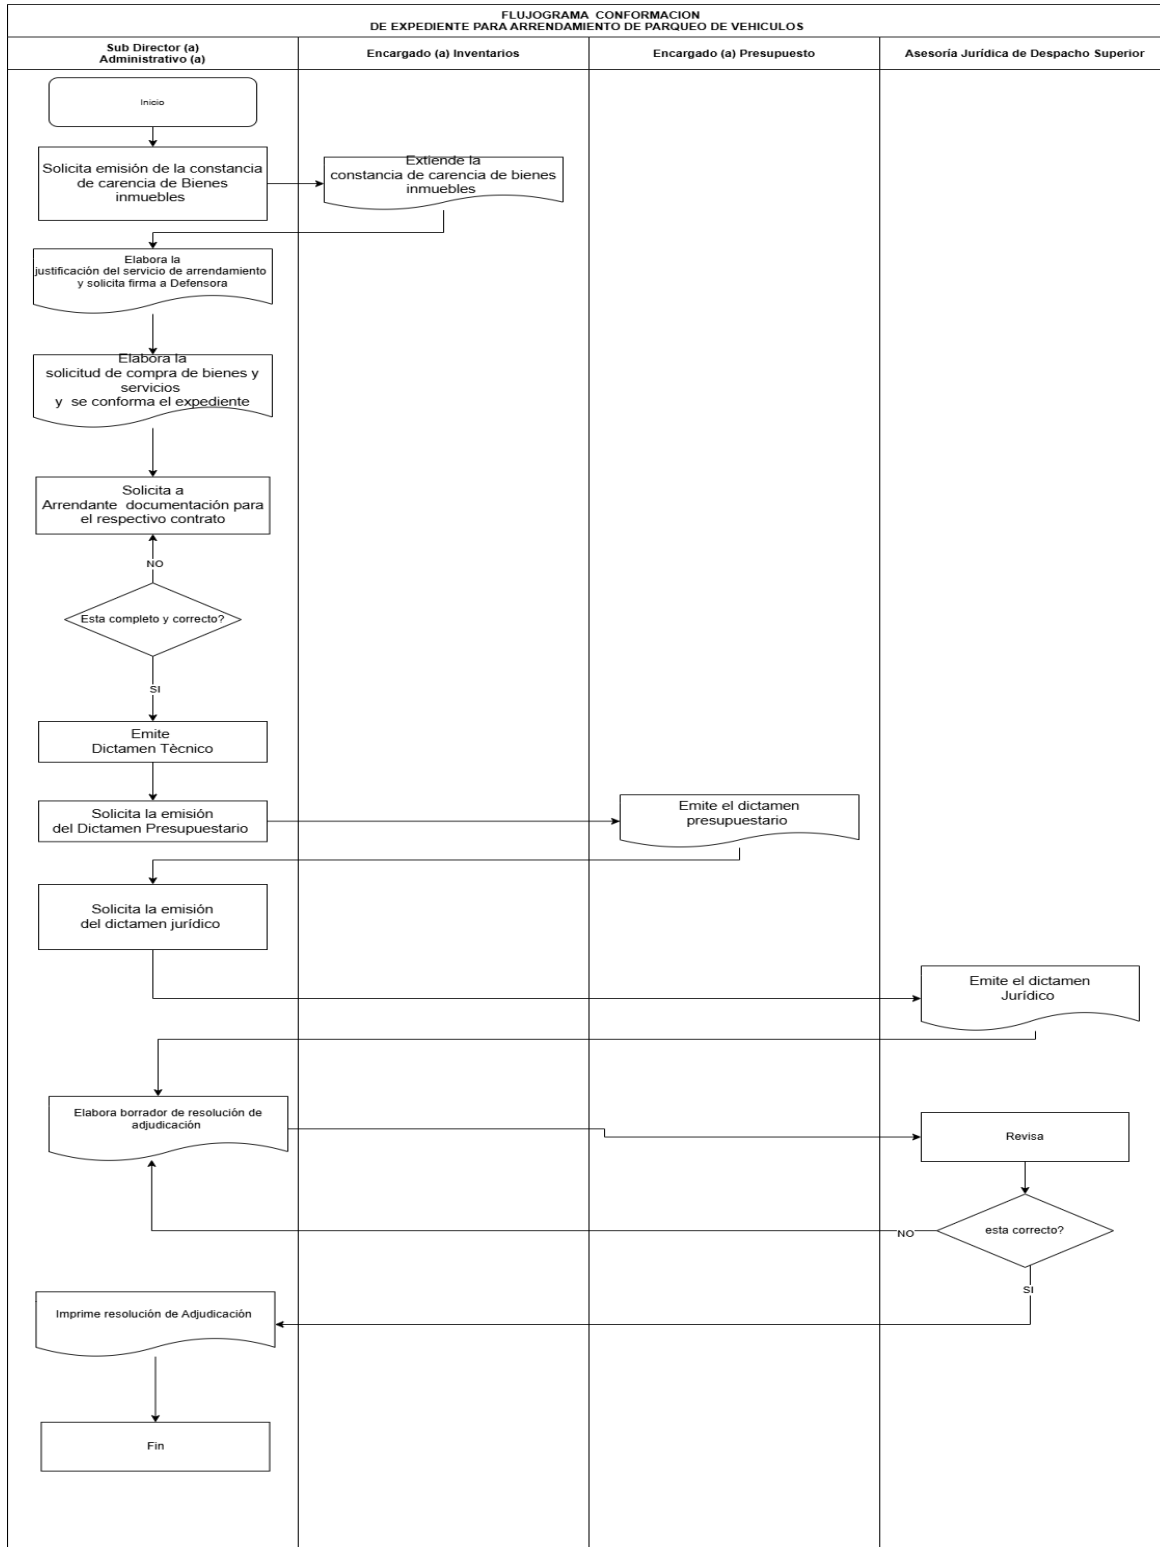 FLUJOGRAMA CONFORMACION
DE EXPEDIENTE PARA ARRENDAMIENTO DE PARQUEO DE VEHICULOS
Sub Director (a)
Administrativo (a)
Encargado (a) Inventarios
Encargado (a) Presupuesto
Asesoría Jurídica de Despacho Superior
Inicio
Solicita emisión de la constancia
de carencia de Bienes
inmuebles
Extiende la
constancia de carencia de bienes
inmuebles
Elabora la
justificación del servicio de arrendamiento
y solicita firma a Defensora
Elabora la
solicitud de compra de bienes y
servicios
y se conforma el expediente
Solicita a
Arrendante documentación para
el respectivo contrato
NO
Esta completo y correcto?
SI
Emite
Dictamen Tècnico
Solicita la emisión
del Dictamen Presupuestario
Emite el dictamen
presupuestario
Solicita la emisión
del dictamen jurídico
Emite el dictamen
Jurídico
Elabora borrador de resolución de
adjudicación
Revisa
esta correcto?
NO
SI
Imprime resolución de Adjudicación
Fin